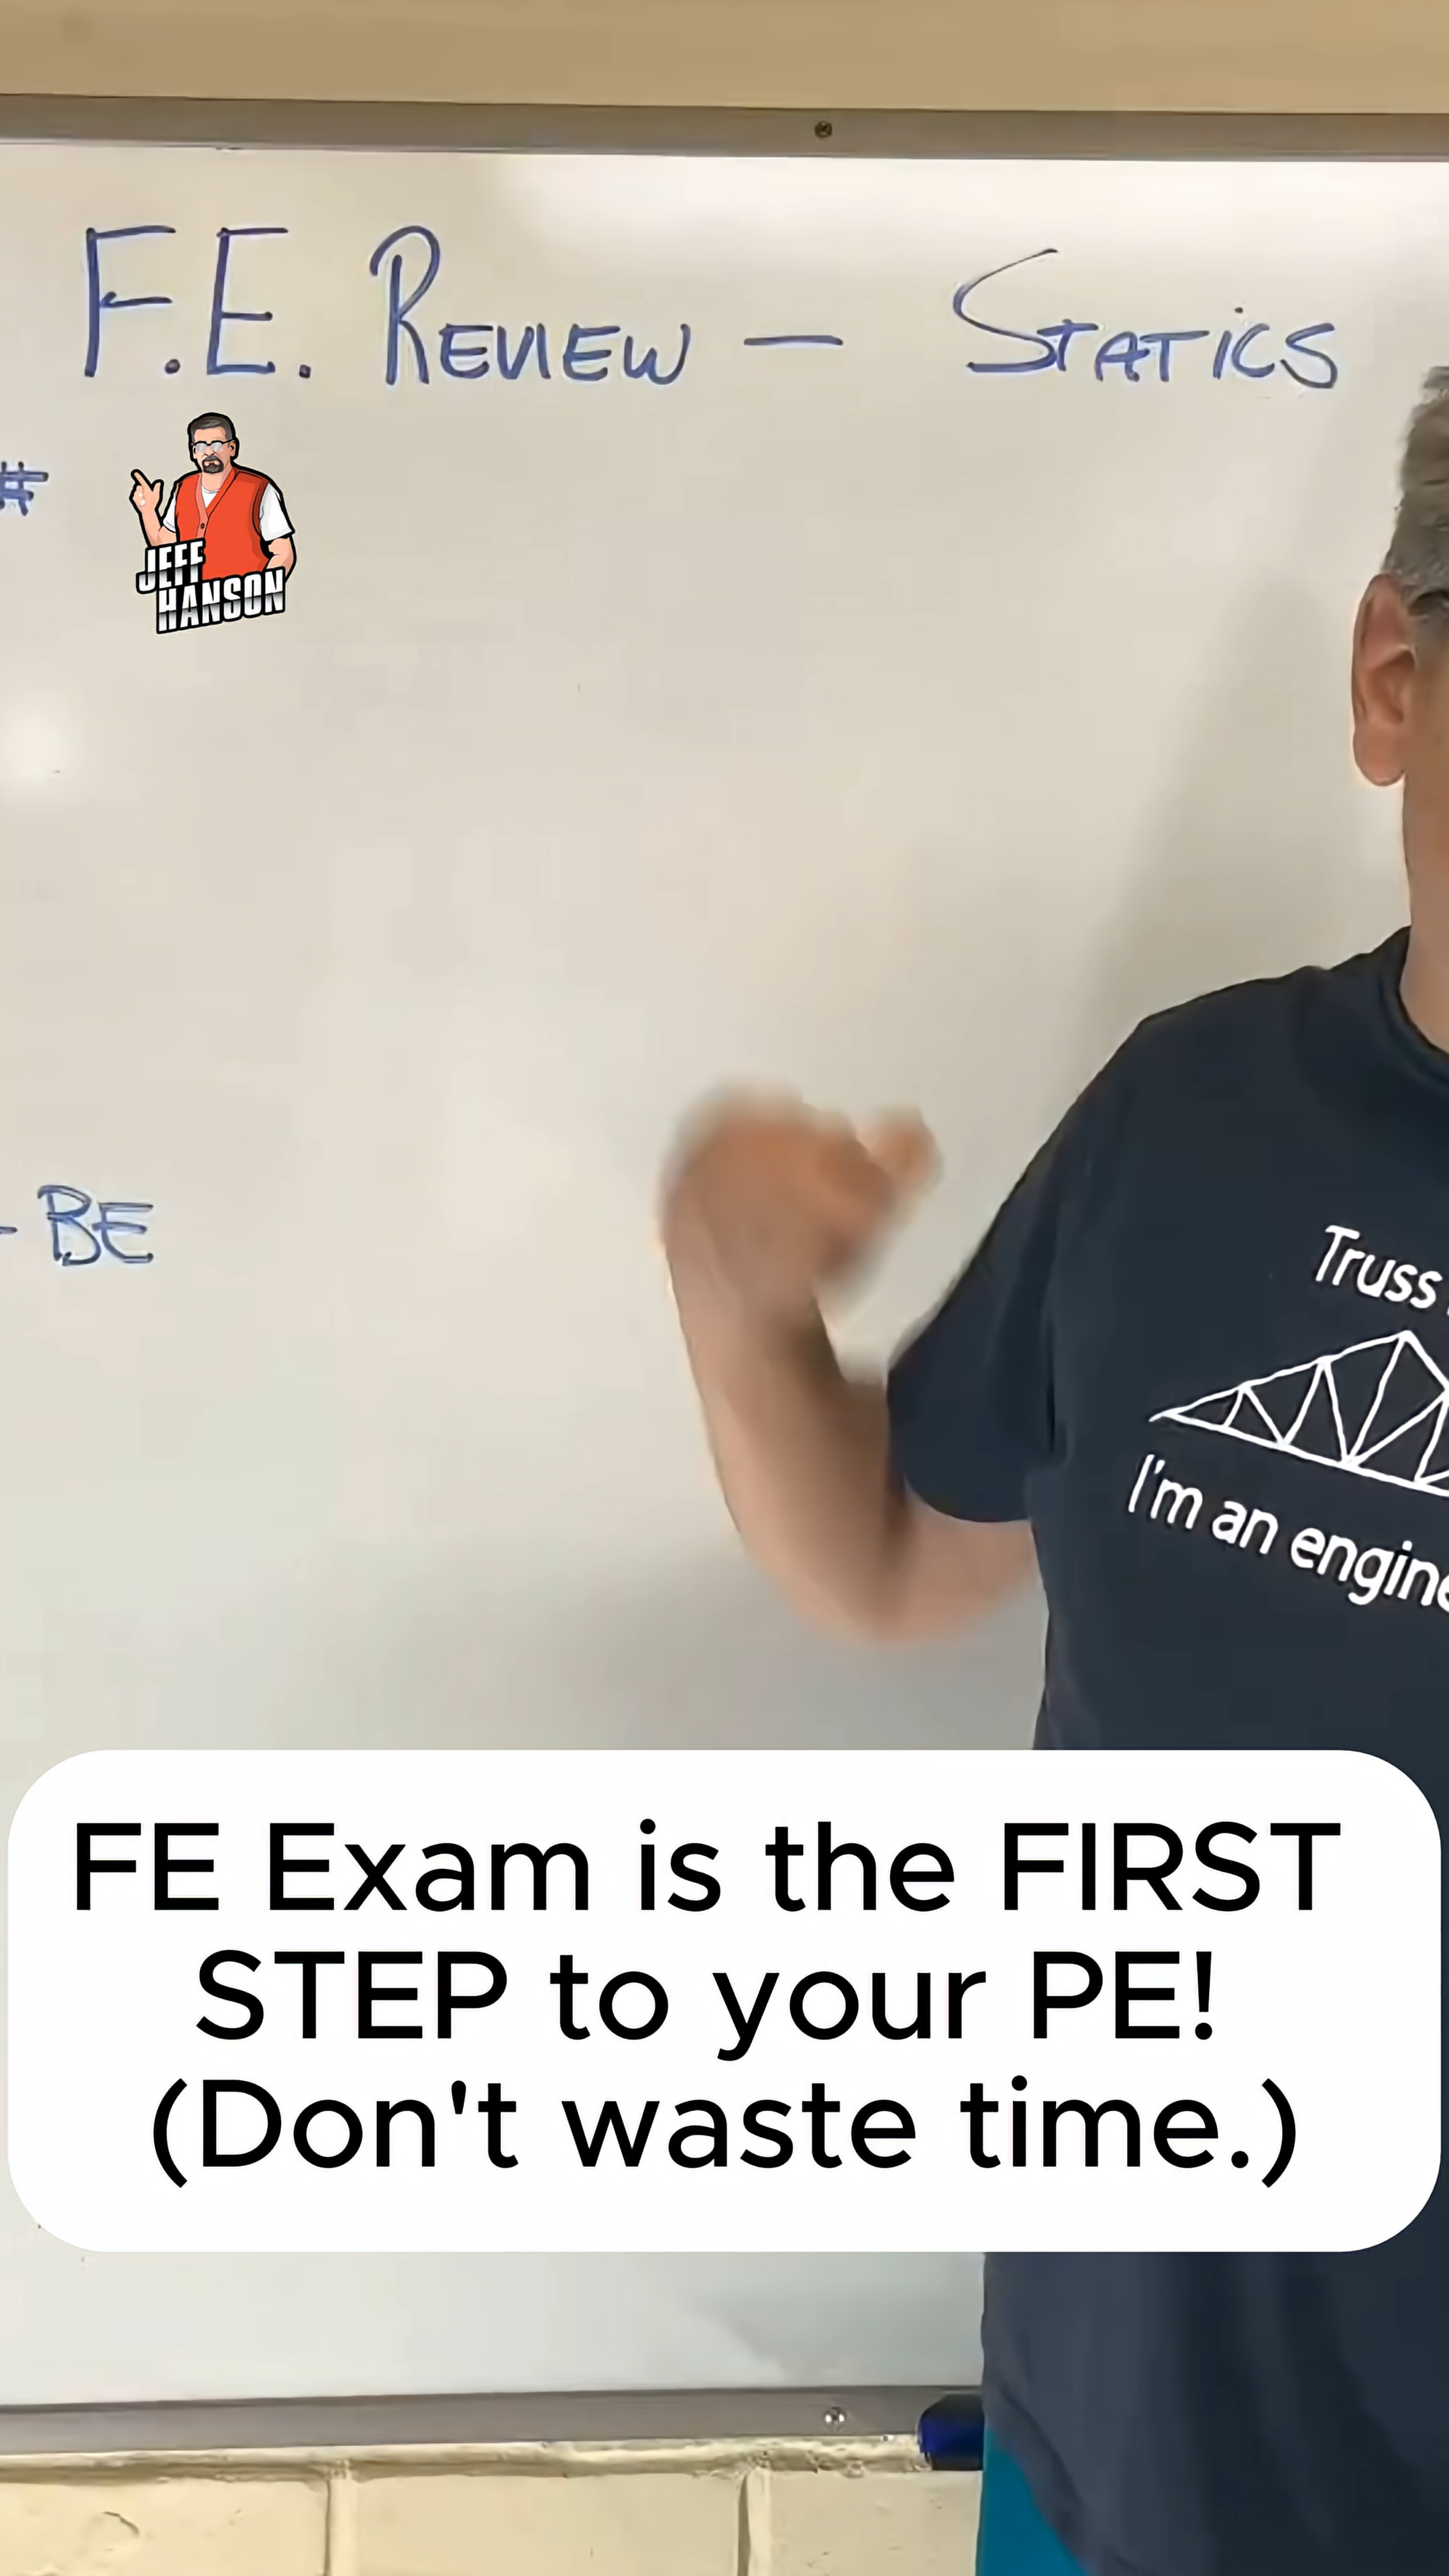 F.E. REVIEW — STATICS
#
JEFF
HANSON
- BE
Truss
I'm an engine
FE Exam is the FIRST
STEP to your PE!
(Don't waste time.)